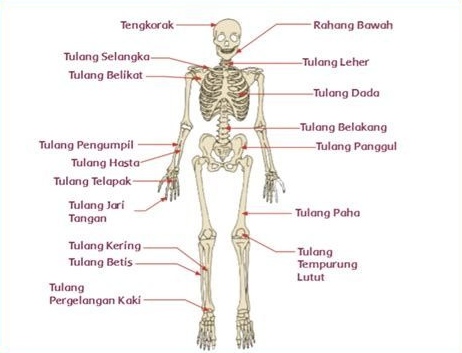 Tengkorak
Rahang Bawah
Tulang Selangka
Tulang Leher
Tulang Belikat
Tulang Dada
Tulang Belakang
Tulang Pengumpil
Tulang Panggul
Tulang Hasta
Tulang Telapak
Tulang Jari
Tangan
Tulang Paha
Tulang Kering
Tulang Betis
Tulang
Tempurung
Lutut
Tulang
Pergelangan Kaki